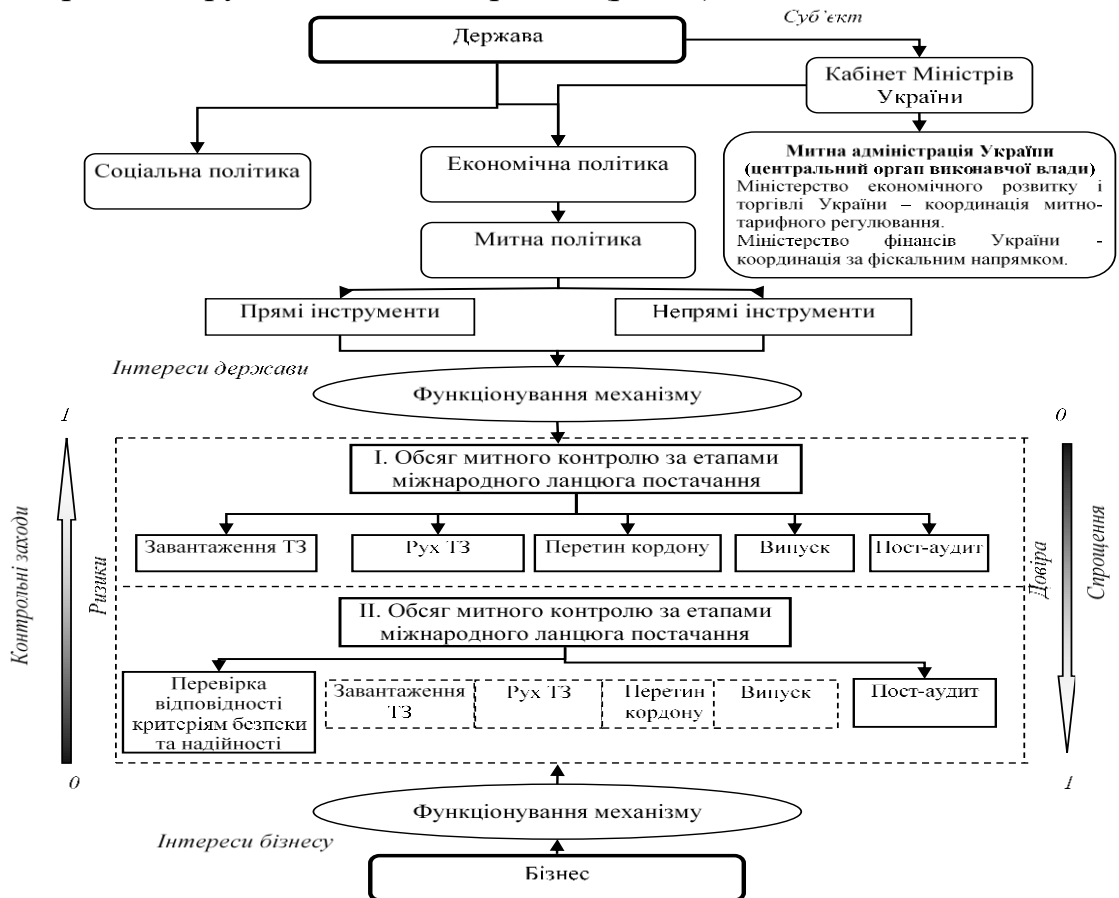 Суб’єкт
Держава
Кабінет Міністрів
України
Соціальна політика
Економічна політика
Митна адміністрація України
(центральний орган виконавчої влади)
Міністерство економічного розвитку і
торгівлі України – координація митно-
тарифного регулювання.
Міністерство фінансів України -
координація за фіскальним напрямком.
Митна політика
Прямі інструменти
Непрямі інструменти
Інтереси держави
Функціонування механізму
1
0
Контрольні заходи
Ризики
Довіра
Спрощення
І. Обсяг митного контролю за етапами
міжнародного ланцюга постачання
Завантаження ТЗ
Рух ТЗ
Перетин кордону
Випуск
Пост-аудит
ІІ. Обсяг митного контролю за етапами
міжнародного ланцюга постачання
Перевірка
відповідності
критеріям безпеки
та надійності
Завантаження
ТЗ
Рух ТЗ
Перетин
кордону
Випуск
Пост-аудит
0
1
Функціонування механізму
Інтереси бізнесу
Бізнес